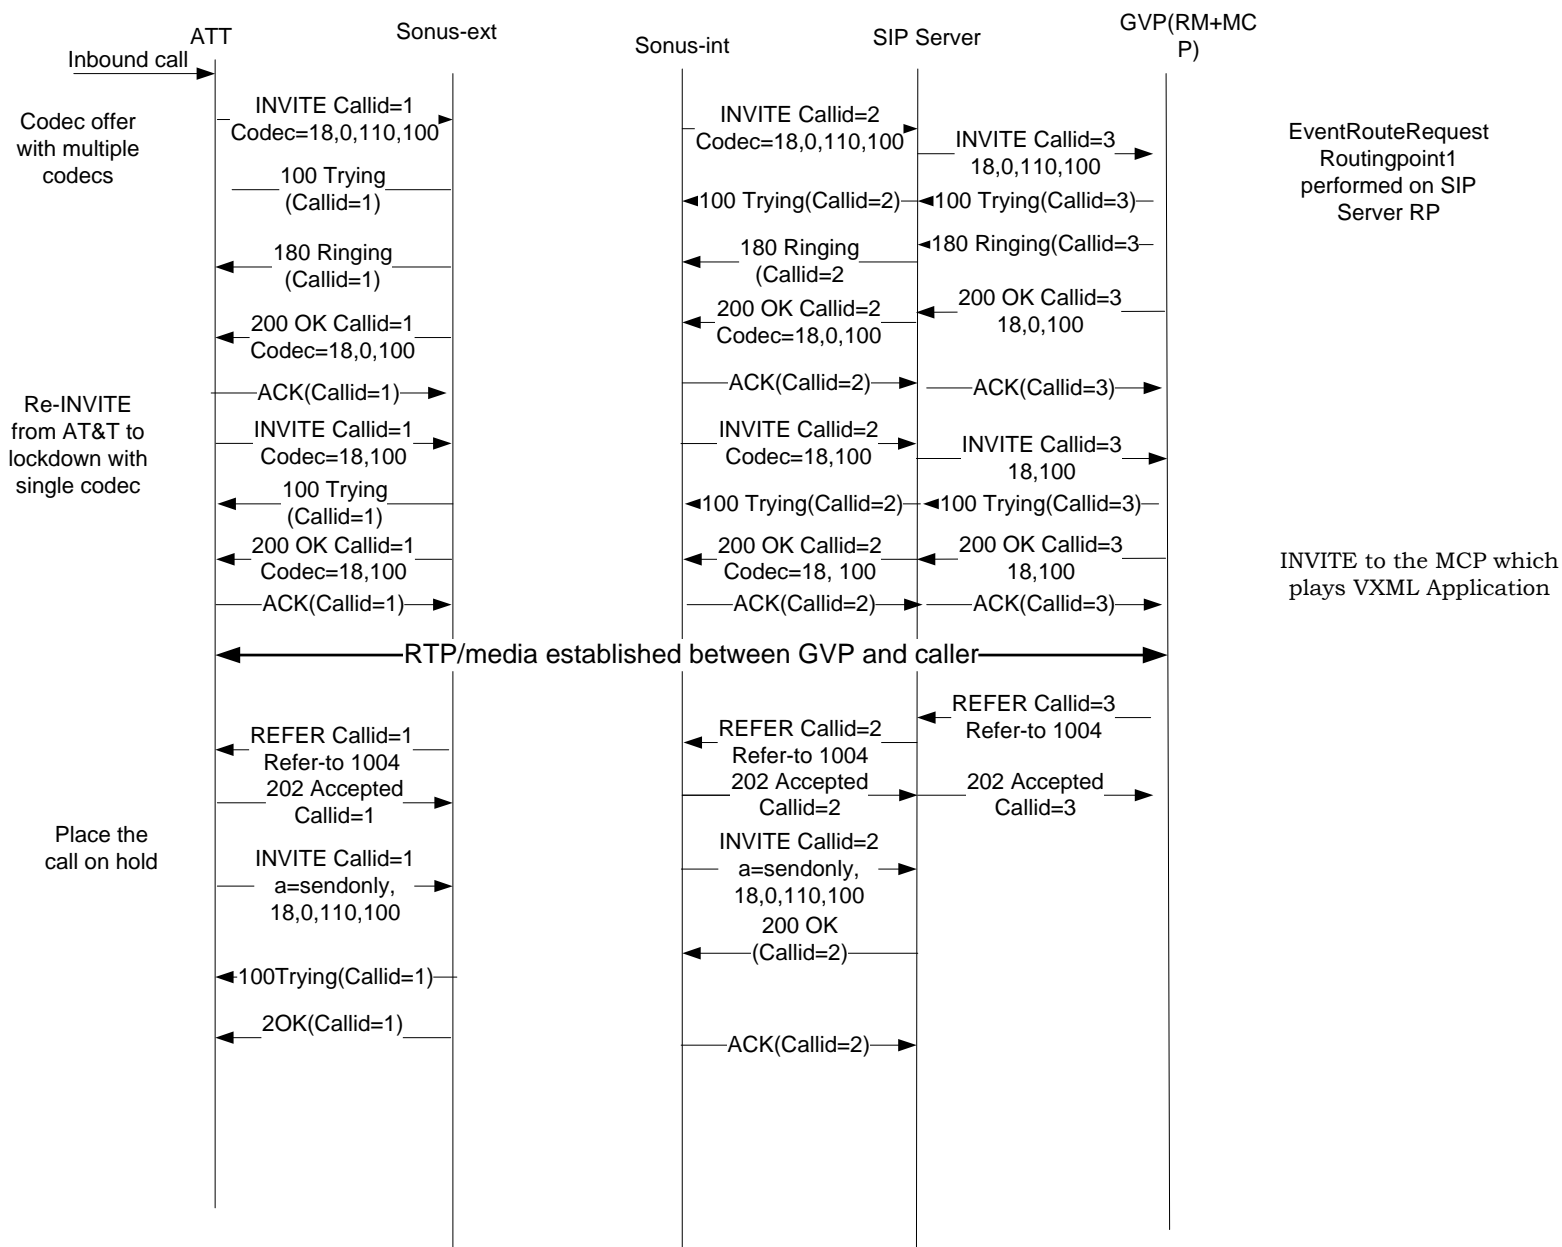 ATT
Sonus-ext
Sonus-int
SIP Server
GVP(RM+MC
P)
Inbound call
Codec offer
with multiple
codecs
INVITE Callid=1
Codec=18,0,110,100
INVITE Callid=2
Codec=18,0,110,100
INVITE Callid=3
18,0,110,100
EventRouteRequest
Routingpoint1
performed on SIP
Server RP
100 Trying
(Callid=1)
100 Trying(Callid=2)
100 Trying(Callid=3)
180 Ringing
(Callid=1)
180 Ringing
(Callid=2
180 Ringing(Callid=3
200 OK Callid=1
Codec=18,0,100
200 OK Callid=2
Codec=18,0,100
200 OK Callid=3
18,0,100
ACK(Callid=1)
ACK(Callid=2)
ACK(Callid=3)
Re-INVITE
from AT&T to
lockdown with
single codec
INVITE Callid=1
Codec=18,100
INVITE Callid=2
Codec=18,100
INVITE Callid=3
18,100
100 Trying
(Callid=1)
100 Trying(Callid=2)
100 Trying(Callid=3)
200 OK Callid=1
Codec=18,100
200 OK Callid=2
Codec=18, 100
200 OK Callid=3
18,100
INVITE to the MCP which
plays VXML Application
ACK(Callid=1)
ACK(Callid=2)
ACK(Callid=3)
RTP/media established between GVP and caller
REFER Callid=1
Refer-to 1004
REFER Callid=2
Refer-to 1004
REFER Callid=3
Refer-to 1004
202 Accepted
Callid=1
202 Accepted
Callid=2
202 Accepted
Callid=3
Place the
call on hold
INVITE Callid=1
a=sendonly,
18,0,110,100
INVITE Callid=2
a=sendonly,
18,0,110,100
200 OK
(Callid=2)
100Trying(Callid=1)
2OK(Callid=1)
ACK(Callid=2)